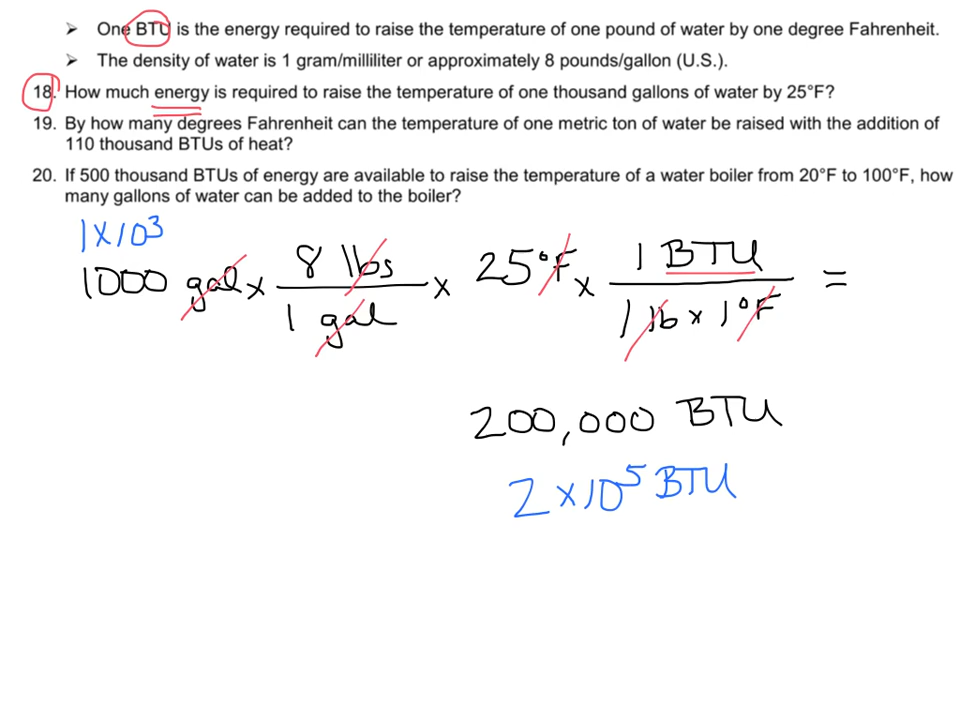 ➤ One BTU is the energy required to raise the temperature of one pound of water by one degree Fahrenheit.
➤ The density of water is 1 gram/milliliter or approximately 8 pounds/gallon (U.S.).
18. How much energy is required to raise the temperature of one thousand gallons of water by 25°F?
19. By how many degrees Fahrenheit can the temperature of one metric ton of water be raised with the addition of
110 thousand BTUs of heat?
20. If 500 thousand BTUs of energy are available to raise the temperature of a water boiler from 20°F to 100°F, how
many gallons of water can be added to the boiler?
1 x 10³
1000 gal x 8 lbs / 1 gal x 25°F x 1 BTU / 1 lb x 1°F =
200,000 BTU
2 x 10⁵ BTU